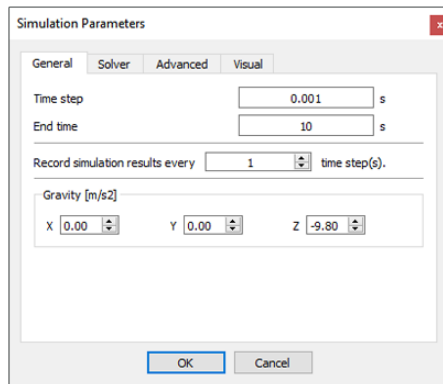 Simulation Parameters x
General Solver Advanced Visual
Time step 0.001 s
End time 10 s
Record simulation results every 1 time step(s).
Gravity [m/s2]
X 0.00 Y 0.00 Z -9.80
OK Cancel